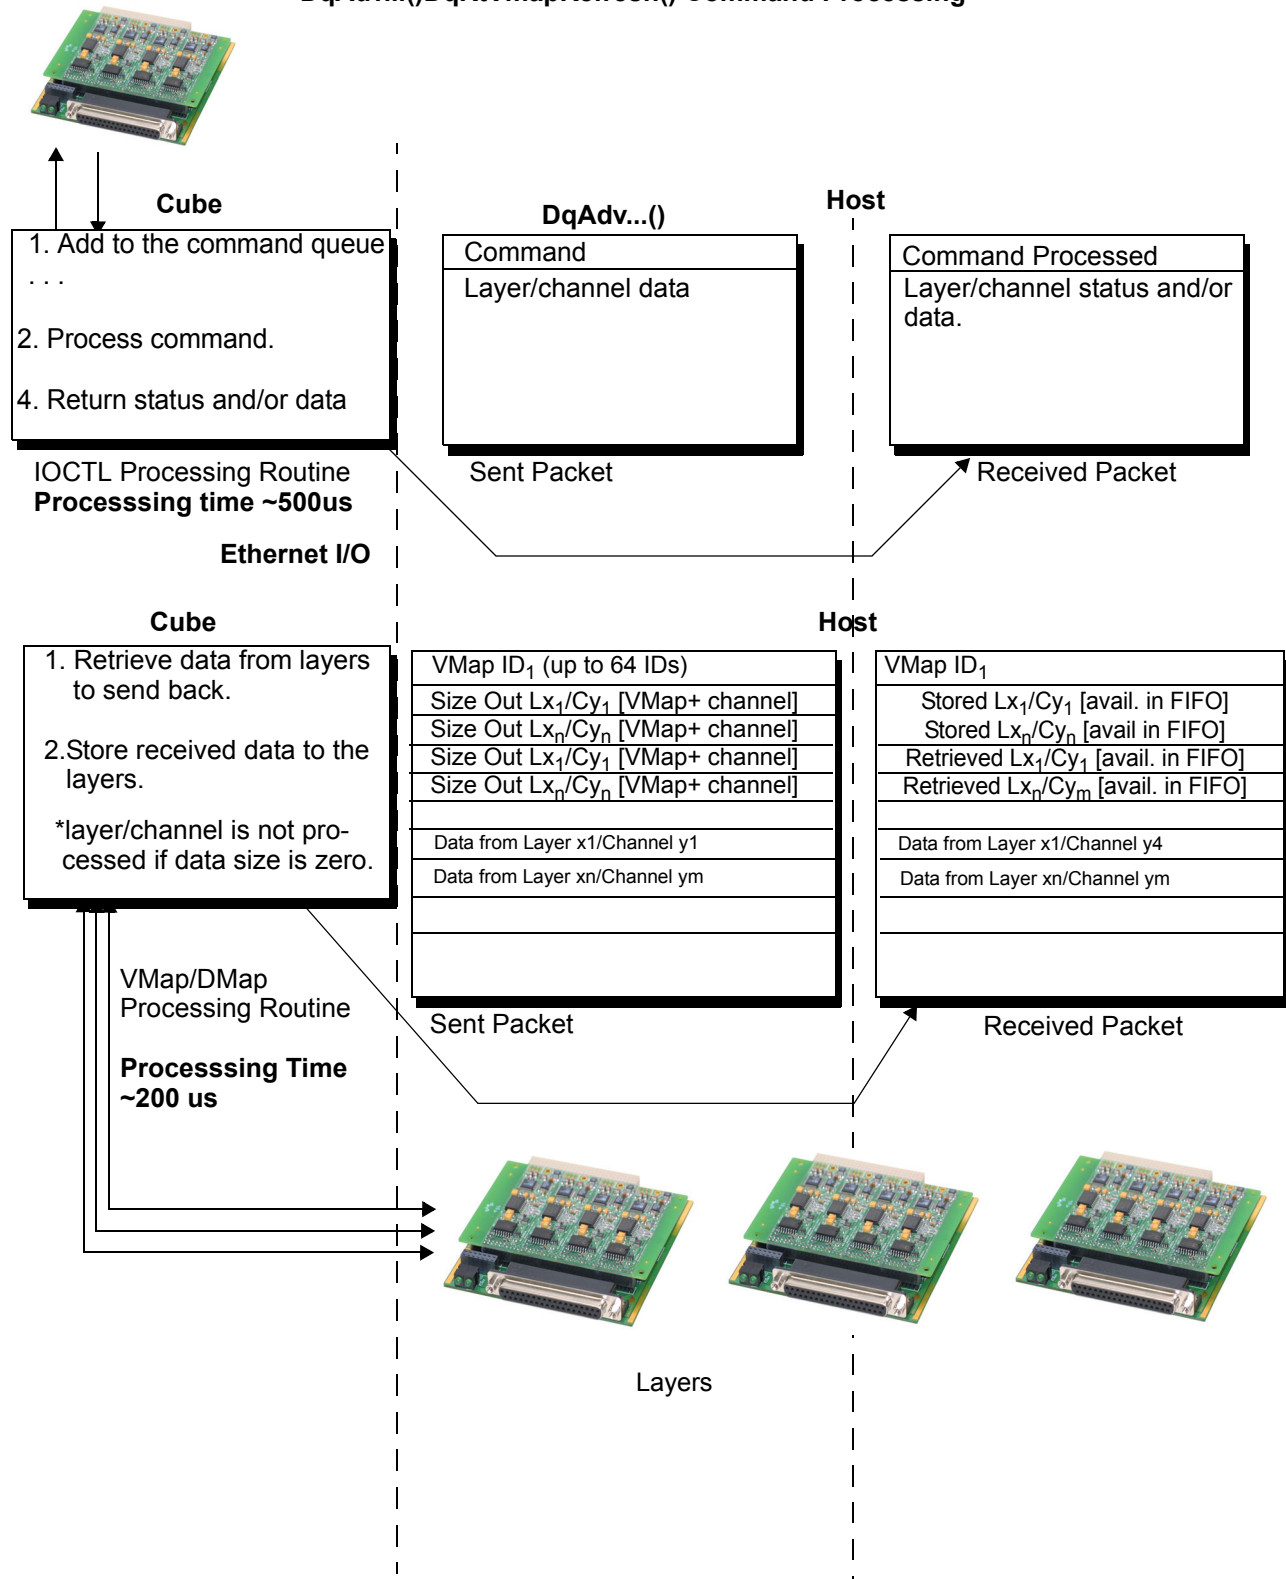 Command Processing
Cube
DqAdv...()
Host
1. Add to the command queue
. . .
2. Process command.
4. Return status and/or data
Command
Layer/channel data
Command Processed
Layer/channel status and/or
data.
IOCTL Processing Routine
Processsing time ~500us
Sent Packet
Received Packet
Ethernet I/O
Cube
Host
1. Retrieve data from layers
to send back.
2.Store received data to the
layers.
*layer/channel is not pro-
cessed if data size is zero.
VMap ID1 (up to 64 IDs)
Size Out Lx1/Cy1 [VMap+ channel]
Size Out Lxn/Cyn [VMap+ channel]
Size Out Lx1/Cy1 [VMap+ channel]
Size Out Lxn/Cyn [VMap+ channel]
Data from Layer x1/Channel y1
Data from Layer xn/Channel ym
VMap ID1
Stored Lx1/Cy1 [avail. in FIFO]
Stored Lxn/Cyn [avail in FIFO]
Retrieved Lx1/Cy1 [avail. in FIFO]
Retrieved Lxn/Cym [avail. in FIFO]
Data from Layer x1/Channel y4
Data from Layer xn/Channel ym
VMap/DMap
Processing Routine
Processsing Time
~200 us
Sent Packet
Received Packet
Layers